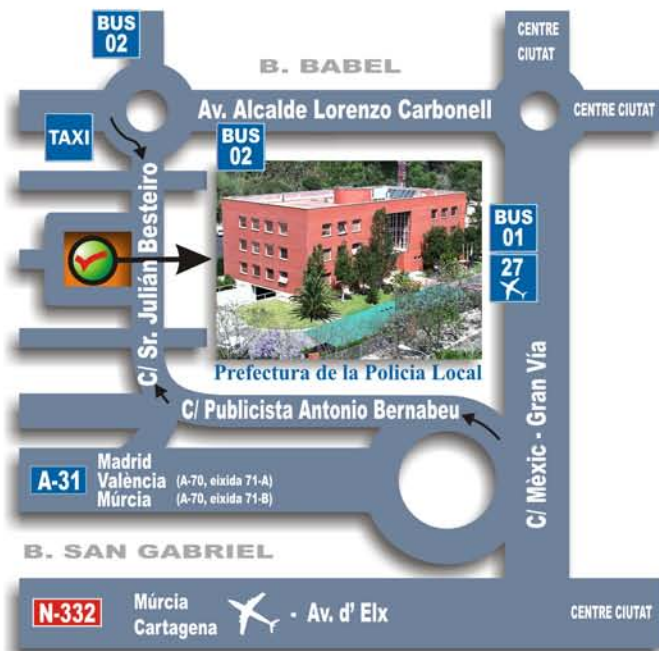 BUS
02
CENTRE
CIUTAT
B. BABEL
Av. Alcalde Lorenzo Carbonell
CENTRE CIUTAT
TAXI
BUS
02
C/ Sr. Julián Besteiro
BUS
01
27
Prefectura de la Policia Local
C/ Publicista Antonio Bernabeu
C/ Mèxic - Gran Vía
A-31
Madrid
València (A-70, eixida 71-A)
Múrcia (A-70, eixida 71-B)
B. SAN GABRIEL
N-332
Múrcia
Cartagena
- Av. d' Elx
CENTRE CIUTAT